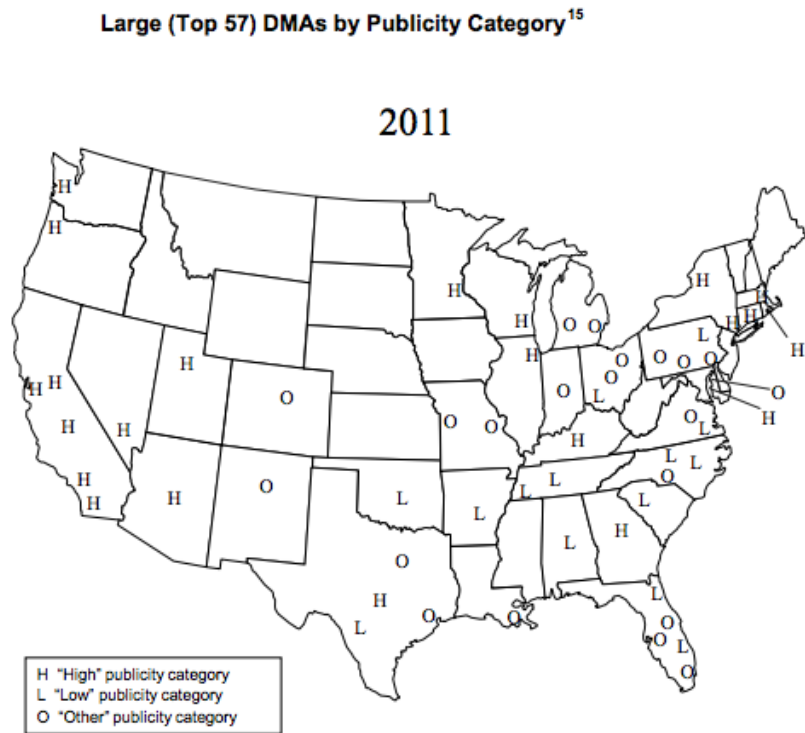 Large (Top 57) DMAs by Publicity Category15
2011
H
H
H
H H
H O O H H
L
H
H H O O O O
H H O O L O O
H
H H O O H O L
L L
O
H H O L L L L
H H L L
H L H
O
H L
L O O O
O L
O
H "High" publicity category
L "Low" publicity category
O "Other" publicity category